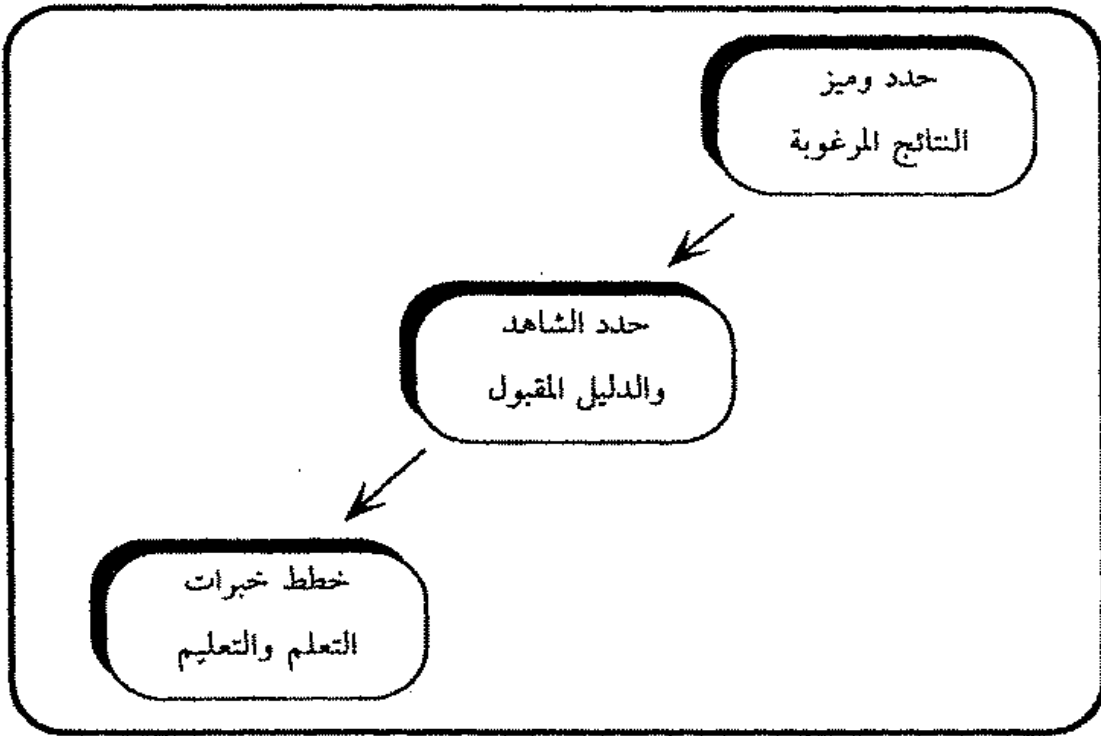 حدد وميز
النتائج المرغوبة
حدد الشاهد
والدليل المقبول
خطط خبرات
التعلم والتعليم